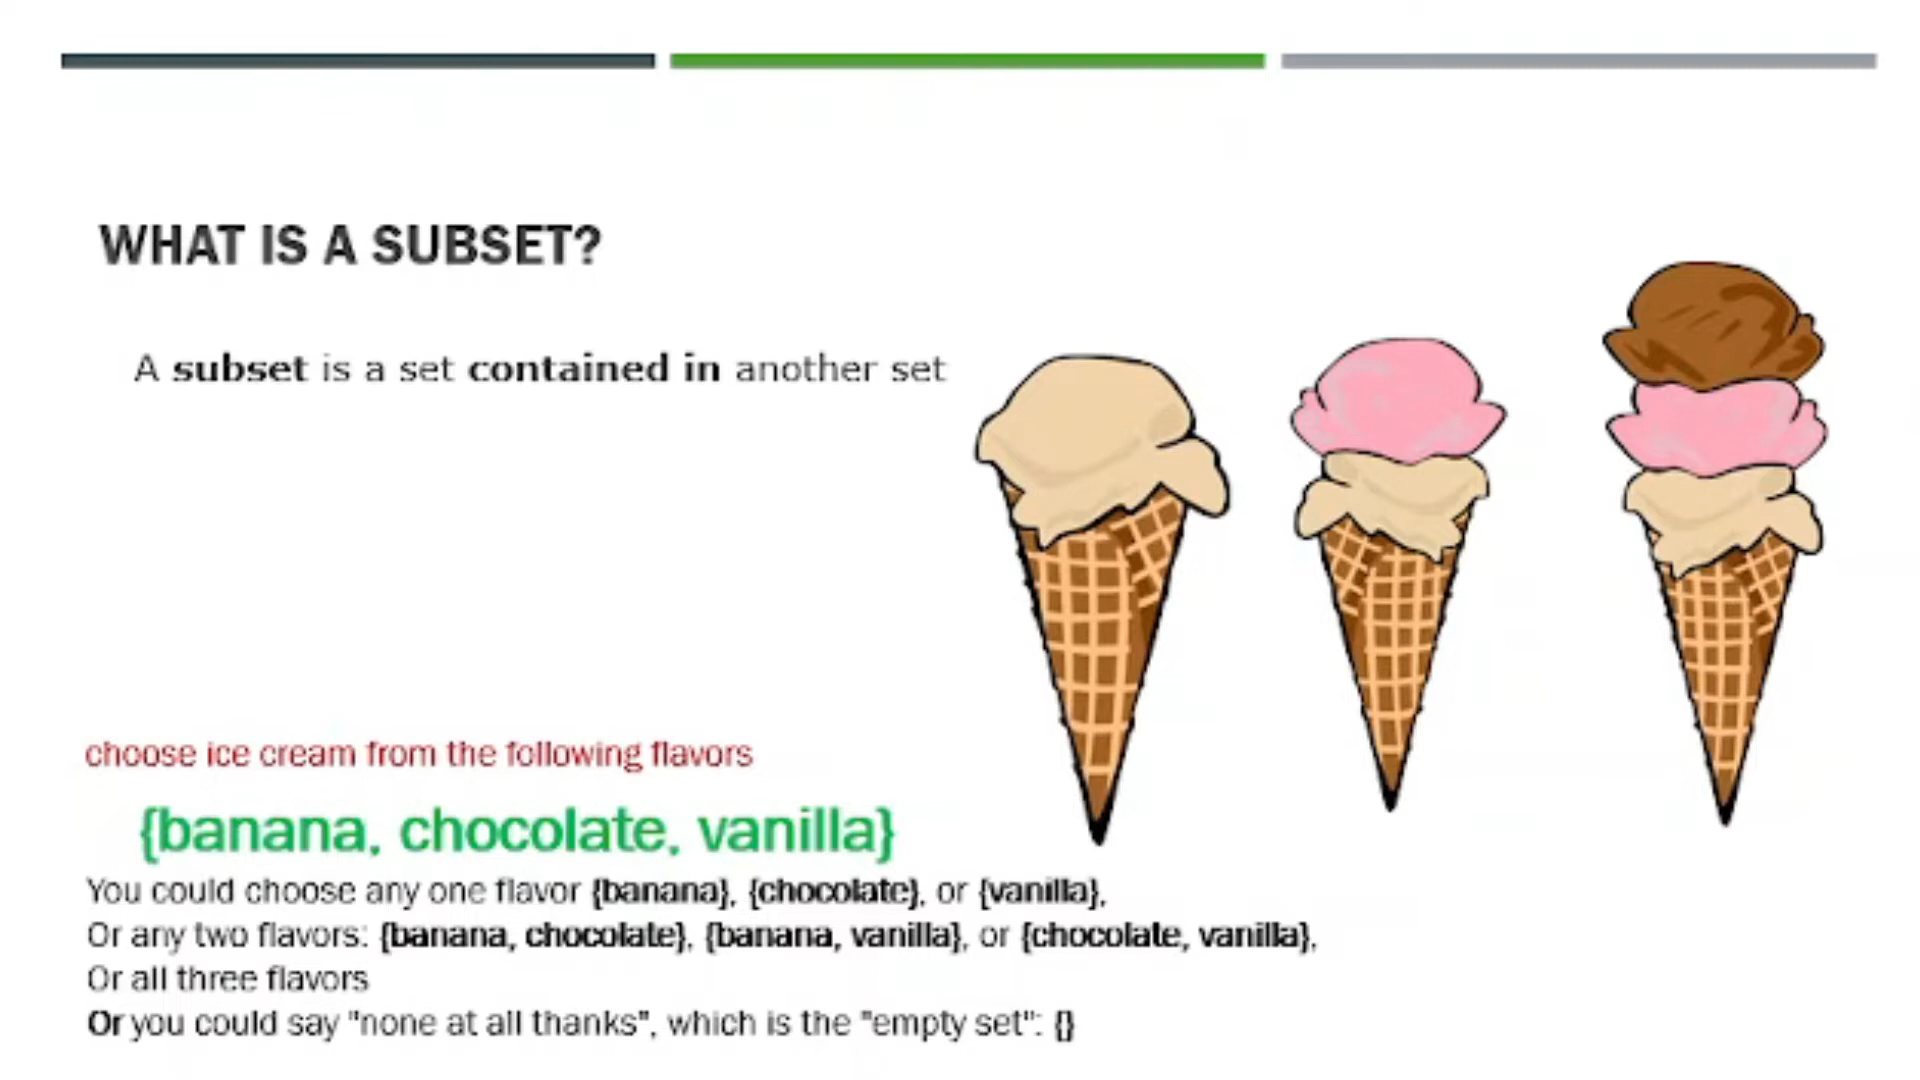 WHAT IS A SUBSET?
A subset is a set contained in another set
choose ice cream from the following flavors
{banana, chocolate, vanilla}
You could choose any one flavor {banana}, {chocolate}, or {vanilla},
Or any two flavors: {banana, chocolate}, {banana, vanilla}, or {chocolate, vanilla},
Or all three flavors
Or you could say "none at all thanks", which is the "empty set": {}